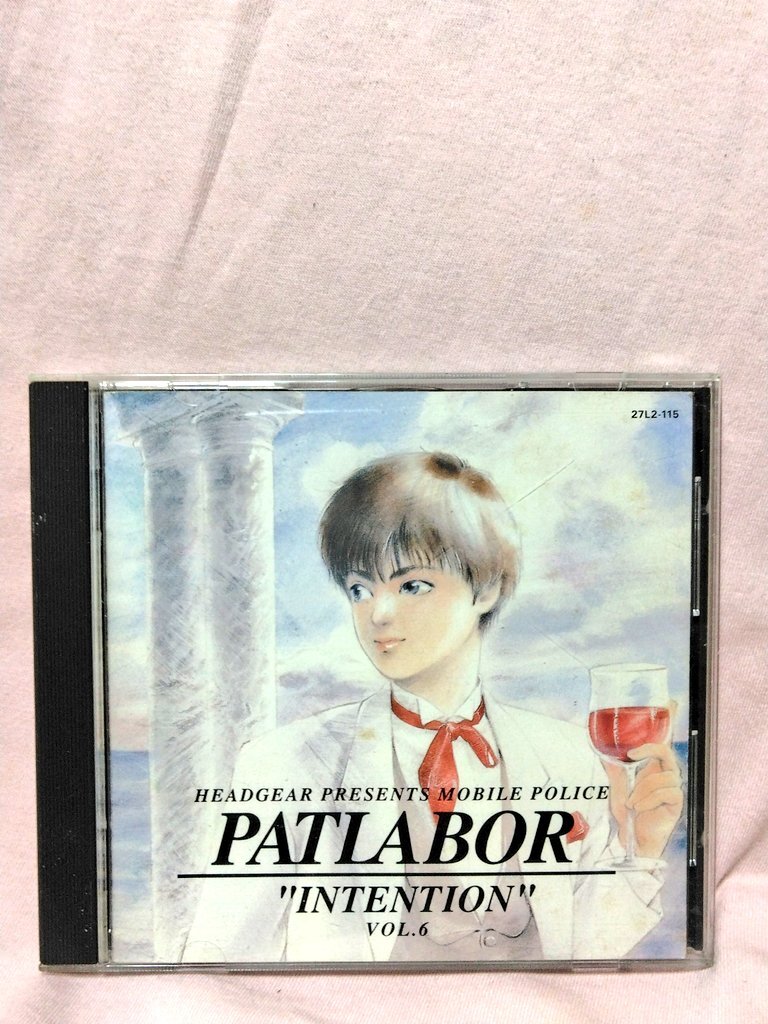 27L2-115
HEADGEAR PRESENTS MOBILE POLICE
PATLABOR
"INTENTION"
VOL.6